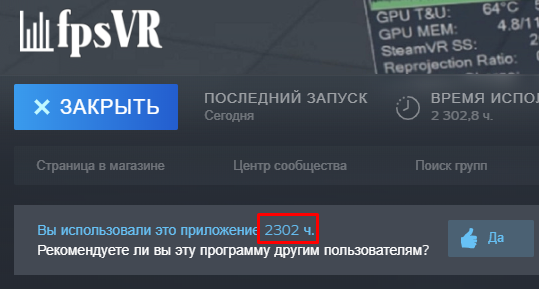 fpsVR
GPU T&U: 64°C
GPU MEM: 4.8/11
SteamVR SS:
Reprojection Ratio:
ЗАКРЫТЬ
ПОСЛЕДНИЙ ЗАПУСК
Сегодня
ВРЕМЯ ИСПО
2 302,8 ч.
Страница в магазине
Центр сообщества
Поиск групп
Вы использовали это приложение 2302 ч.
Да
Рекомендуете ли вы эту программу другим пользователям?